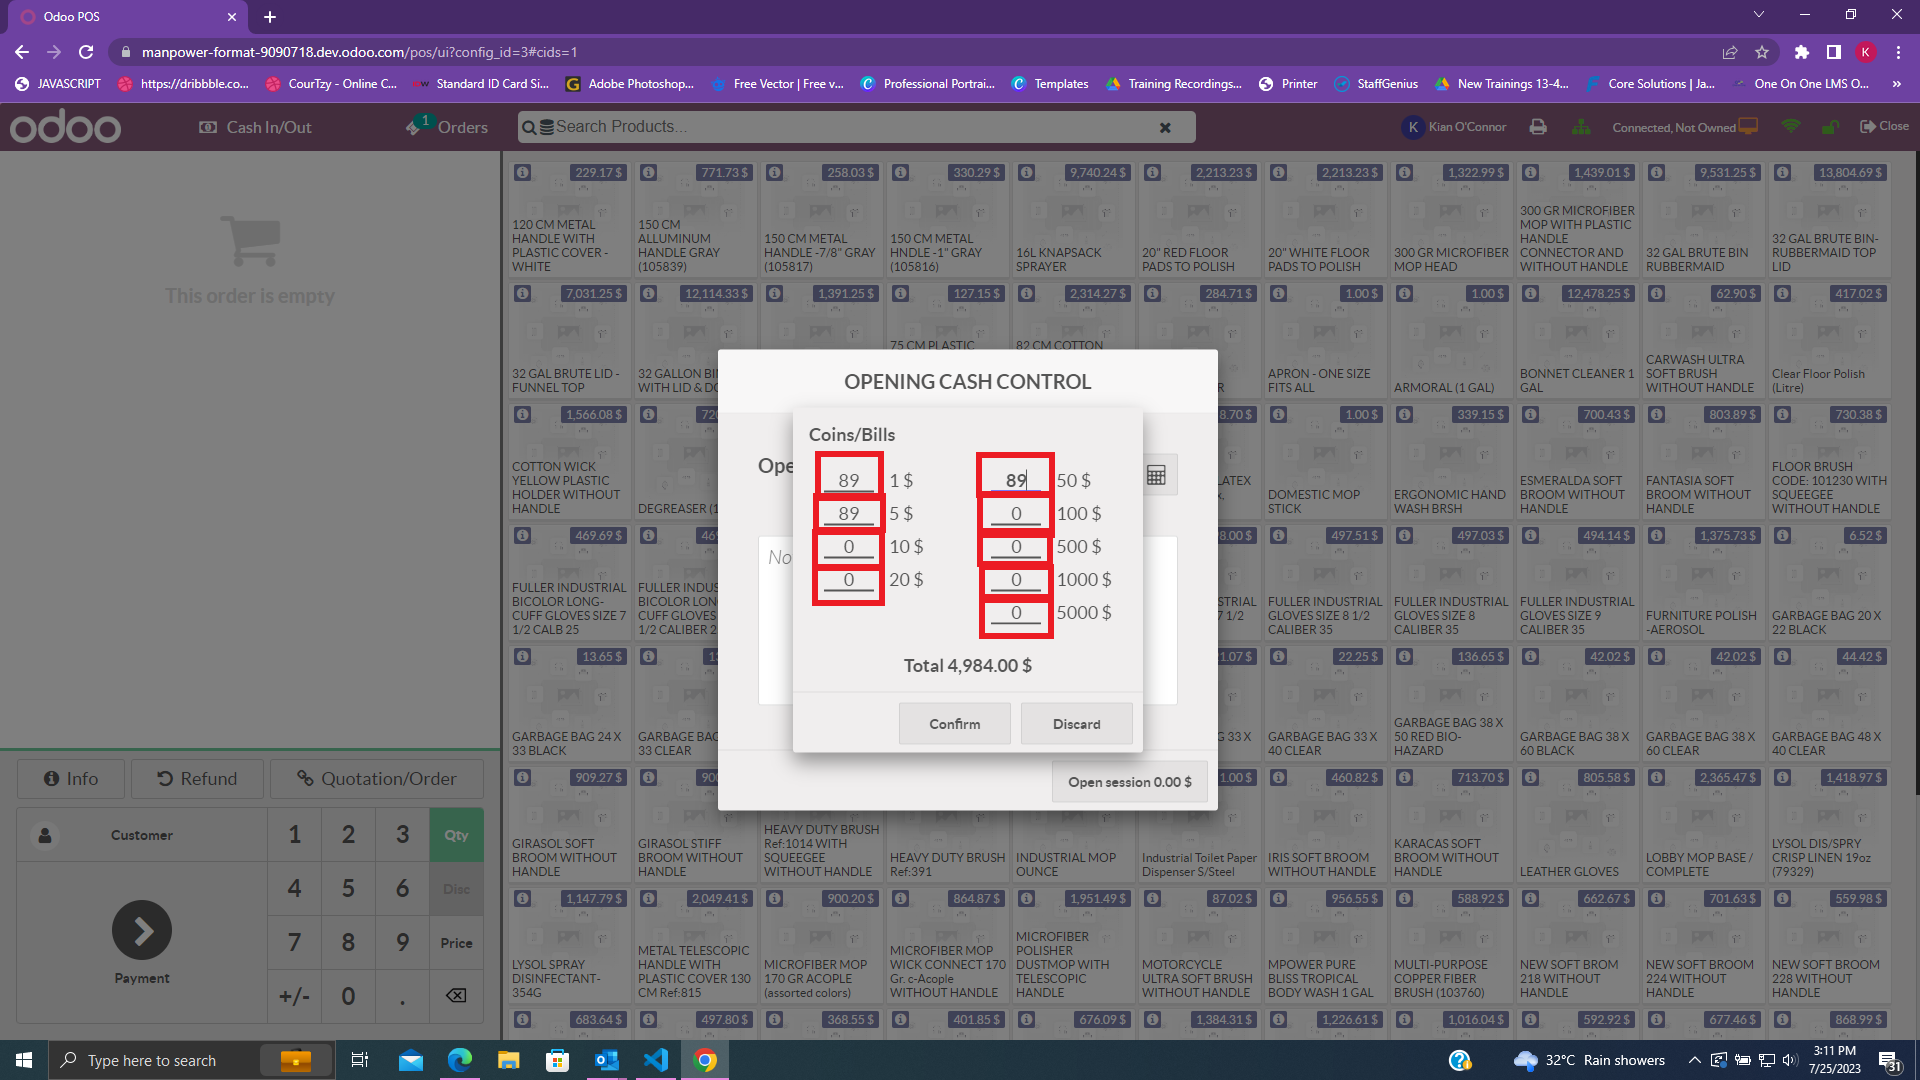 Odoo POS
manpower-format-9090718.dev.odoo.com/pos/ui?config_id=3#cids=1
K
JAVASCRIPT https://dribbble.co... CourTzy - Online C... Standard ID Card Si... Adobe Photoshop... Free Vector | Free v... Professional Portrai... Templates Training Recordings... Printer StaffGenius New Trainings 13-4... Core Solutions | Ja... One On One LMS O... »
odoo Cash In/Out 1 Orders Search Products... K Kian O'Connor Connected, Not Owned Close
This order is empty
229.17 $ 771.73 $ 258.03 $ 330.29 $ 9,740.24 $ 2,213.23 $ 2,213.23 $ 1,322.99 $ 1,439.01 $ 9,531.25 $ 13,804.69 $
120 CM METAL HANDLE WITH PLASTIC COVER - WHITE
150 CM ALLUMINUM HANDLE GRAY (105839)
150 CM METAL HANDLE -7/8" GRAY (105817)
150 CM METAL HNDLE -1" GRAY (105816)
16L KNAPSACK SPRAYER
20" RED FLOOR PADS TO POLISH
20" WHITE FLOOR PADS TO POLISH
300 GR MICROFIBER MOP HEAD
300 GR MICROFIBER MOP WITH PLASTIC HANDLE CONNECTOR AND WITHOUT HANDLE
32 GAL BRUTE BIN RUBBERMAID
32 GAL BRUTE BIN- RUBBERMAID TOP LID
7,031.25 $ 12,114.33 $ 1,391.25 $ 127.15 $ 2,314.27 $ 284.71 $ 1.00 $ 1.00 $ 12,478.25 $ 62.90 $ 417.02 $
32 GAL BRUTE LID - FUNNEL TOP
32 GALLON BI WITH LID & DO
75 CM PLASTIC
82 CM COTTON
R
APRON - ONE SIZE FITS ALL
ARMORAL (1 GAL)
BONNET CLEANER 1 GAL
CARWASH ULTRA SOFT BRUSH WITHOUT HANDLE
Clear Floor Polish (Litre)
1,566.08 $ 720 8.70 $ 1.00 $ 339.15 $ 700.43 $ 803.89 $ 730.38 $
COTTON WICK YELLOW PLASTIC HOLDER WITHOUT HANDLE
DEGREASER (1
LATEX
DOMESTIC MOP STICK
ERGONOMIC HAND WASH BRSH
ESMERALDA SOFT BROOM WITHOUT HANDLE
FANTASIA SOFT BROOM WITHOUT HANDLE
FLOOR BRUSH CODE: 101230 WITH SQUEEGEE WITHOUT HANDLE
469.69 $ 46 8.00 $ 497.51 $ 497.03 $ 494.14 $ 1,375.73 $ 6.52 $
FULLER INDUSTRIAL BICOLOR LONG- CUFF GLOVES SIZE 7 1/2 CALB 25
FULLER INDUS BICOLOR LON CUFF GLOVES 1/2 CALIBER 2
STRIAL 7 1/2
FULLER INDUSTRIAL GLOVES SIZE 8 1/2 CALIBER 35
FULLER INDUSTRIAL GLOVES SIZE 8 CALIBER 35
FULLER INDUSTRIAL GLOVES SIZE 9 CALIBER 35
FURNITURE POLISH -AEROSOL
GARBAGE BAG 20 X 22 BLACK
13.65 $ 1 1.07 $ 22.25 $ 136.65 $ 42.02 $ 42.02 $ 44.42 $
GARBAGE BAG 24 X 33 BLACK
GARBAG 33 CLEAR
G 33 X
GARBAGE BAG 33 X 40 CLEAR
GARBAGE BAG 38 X 50 RED BIO- HAZARD
GARBAGE BAG 38 X 60 BLACK
GARBAGE BAG 38 X 60 CLEAR
GARBAGE BAG 48 X 40 CLEAR
909.27 $ 900 1.00 $ 460.82 $ 713.70 $ 805.58 $ 2,365.47 $ 1,418.97 $
GIRASOL SOFT BROOM WITHOUT HANDLE
GIRASOL STIFF BROOM WITHOUT HANDLE
HEAVY DUTY BRUSH Ref:1014 WITH SQUEEGEE WITHOUT HANDLE
HEAVY DUTY BRUSH Ref:391
INDUSTRIAL MOP OUNCE
Industrial Toilet Paper Dispenser S/Steel
IRIS SOFT BROOM WITHOUT HANDLE
KARACAS SOFT BROOM WITHOUT HANDLE
LEATHER GLOVES
LOBBY MOP BASE / COMPLETE
LYSOL DIS/SPRY CRISP LINEN 19oz (79329)
1,147.79 $ 2,049.41 $ 900.20 $ 864.87 $ 1,951.49 $ 87.02 $ 956.55 $ 588.92 $ 662.67 $ 701.63 $ 559.98 $
LYSOL SPRAY DISINFECTANT- 354G
METAL TELESCOPIC HANDLE WITH PLASTIC COVER 130 CM Ref:815
MICROFIBER MOP 170 GR ACOPLE (assorted colors)
MICROFIBER MOP WICK CONNECT 170 Gr. c-Acople WITHOUT HANDLE
MICROFIBER POLISHER DUSTMOP WITH TELESCOPIC HANDLE
MOTORCYCLE ULTRA SOFT BRUSH WITHOUT HANDLE
MPOWER PURE BLISS TROPICAL BODY WASH 1 GAL
MULTI-PURPOSE COPPER FIBER BRUSH (103760)
NEW SOFT BROM 218 WITHOUT HANDLE
NEW SOFT BROOM 224 WITHOUT HANDLE
NEW SOFT BROOM 228 WITHOUT HANDLE
683.64 $ 497.80 $ 368.55 $ 401.85 $ 676.09 $ 1,384.31 $ 1,226.61 $ 1,016.04 $ 592.92 $ 677.46 $ 868.99 $
OPENING CASH CONTROL
Ope
No
Coins/Bills
89 1 $ 89 50 $
89 5 $ 0 100 $
0 10 $ 0 500 $
0 20 $ 0 1000 $
0 5000 $
Total 4,984.00 $
Confirm Discard
Open session 0.00 $
Info Refund Quotation/Order
Customer 1 2 3 Qty
4 5 6 Disc
7 8 9 Price
Payment
+/- 0 .
Type here to search
32°C Rain showers
3:11 PM
7/25/2023
31